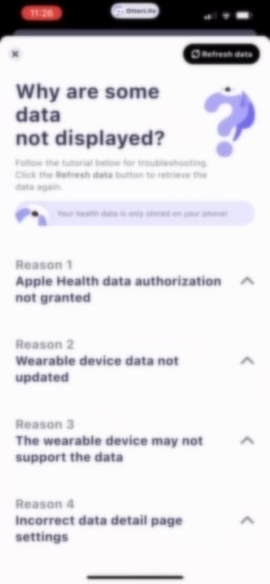 11:26
OtterLife
Refresh data
Why are some
data
not displayed?
Follow the tutorial below for troubleshooting.
Click the Refresh data button to retrieve the
data again.
Your health data is only stored on your phone!
Reason 1
Apple Health data authorization
not granted
Reason 2
Wearable device data not
updated
Reason 3
The wearable device may not
support the data
Reason 4
Incorrect data detail page
settings